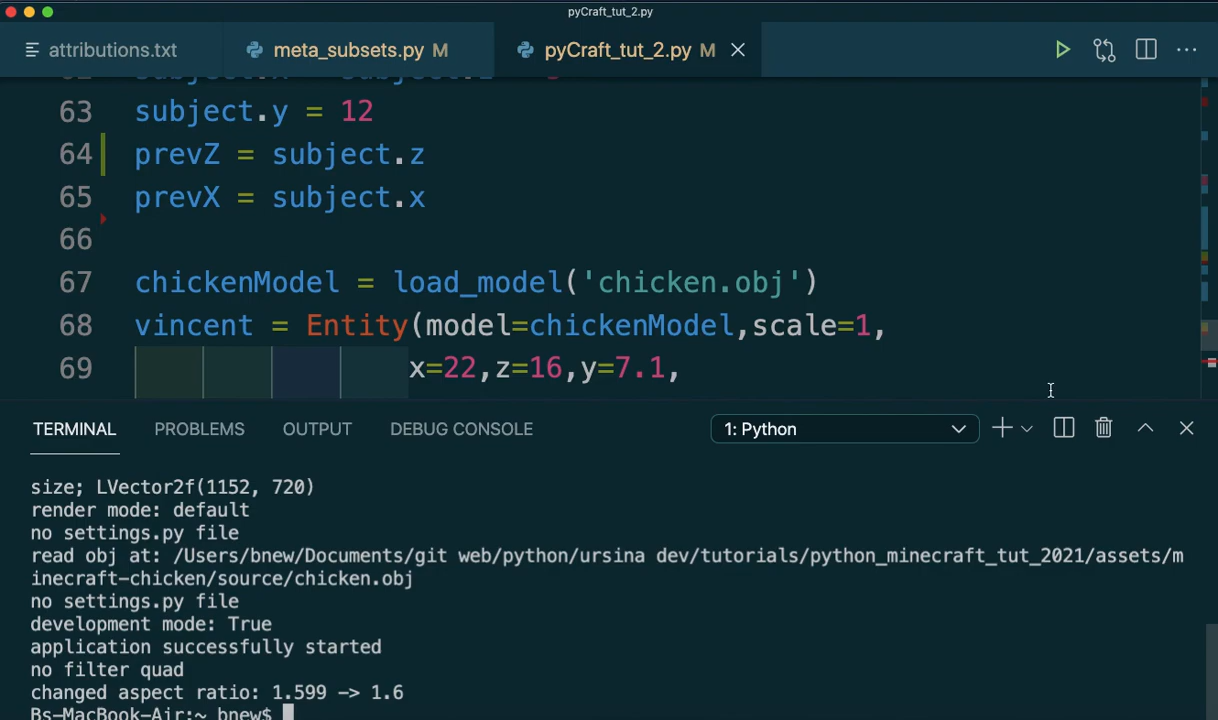 pyCraft_tut_2.py
attributions.txt
meta_subsets.py M
pyCraft_tut_2.py M
63 subject.y = 12
64 prevZ = subject.z
65 prevX = subject.x
66
67 chickenModel = load_model('chicken.obj')
68 vincent = Entity(model=chickenModel,scale=1,
69 x=22,z=16,y=7.1,
TERMINAL PROBLEMS OUTPUT DEBUG CONSOLE 1: Python
size; LVector2f(1152, 720)
render mode: default
no settings.py file
read obj at: /Users/bnew/Documents/git web/python/ursina dev/tutorials/python_minecraft_tut_2021/assets/m
inecraft-chicken/source/chicken.obj
no settings.py file
development mode: True
application successfully started
no filter quad
changed aspect ratio: 1.599 -> 1.6
Bs-MacBook-Air:~ bnew$